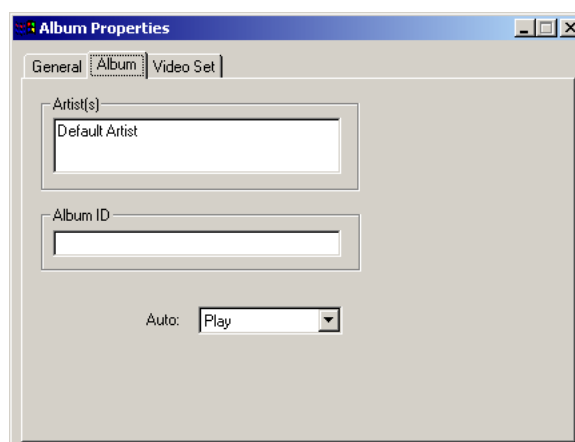 Album Properties
General Album Video Set
Artist(s)
Default Artist
Album ID
Auto: Play